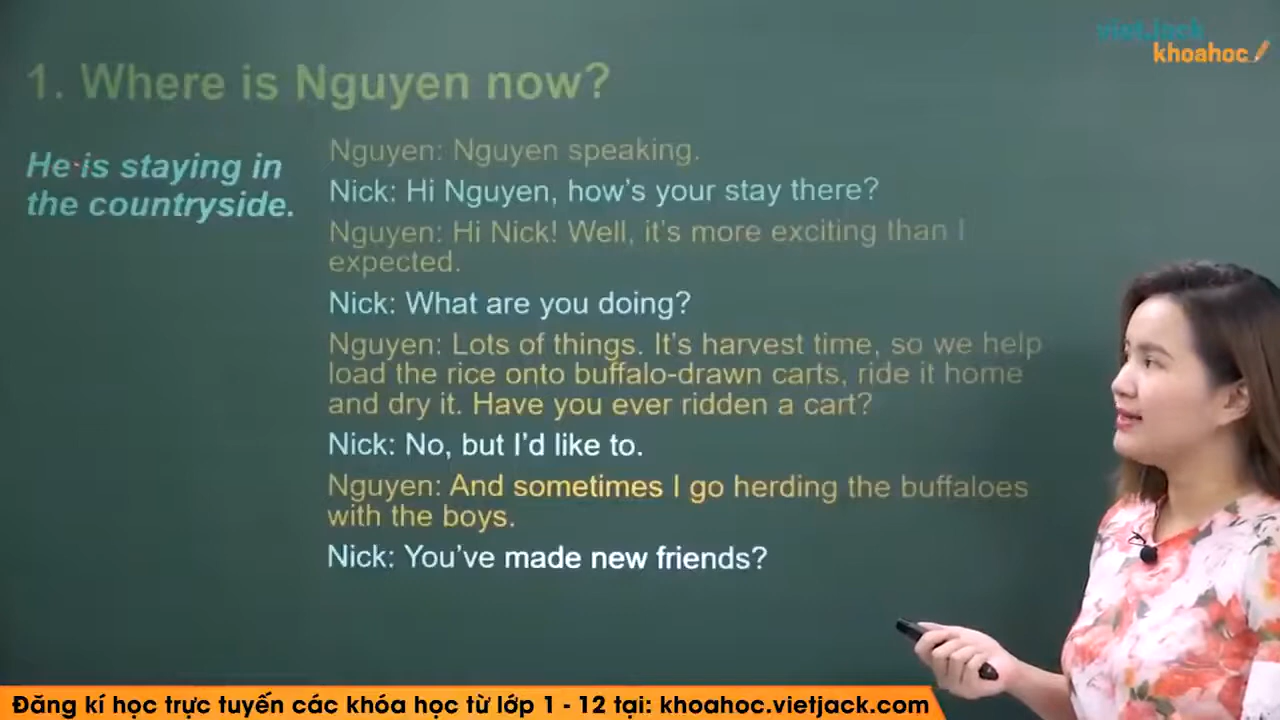 viet jack
khoahoc
1. Where is Nguyen now?
He is staying in
the countryside.
Nguyen: Nguyen speaking.
Nick: Hi Nguyen, how's your stay there?
Nguyen: Hi Nick! Well, it's more exciting than I
expected.
Nick: What are you doing?
Nguyen: Lots of things. It's harvest time, so we help
load the rice onto buffalo-drawn carts, ride it home
and dry it. Have you ever ridden a cart?
Nick: No, but I'd like to.
Nguyen: And sometimes I go herding the buffaloes
with the boys.
Nick: You've made new friends?
Đăng kí học trực tuyến các khóa học từ lớp 1 - 12 tại: khoahoc.vietjack.com